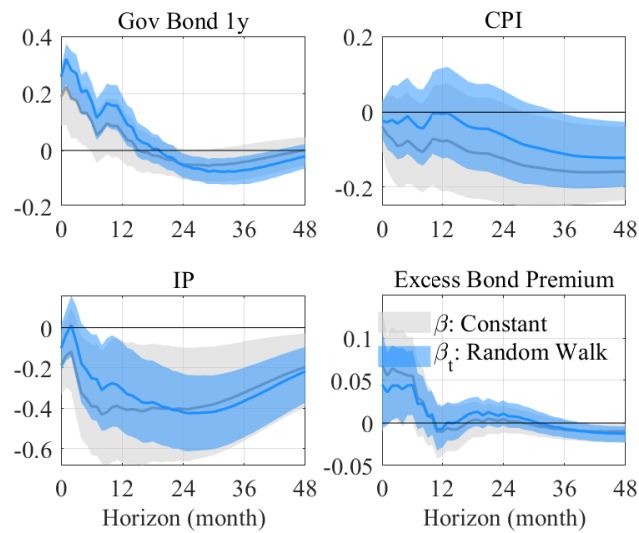 Gov Bond 1y
CPI
0.4
0.2
0
-0.2
0 12 24 36 48
0.2
0
-0.2
0 12 24 36 48
IP
Excess Bond Premium
0
-0.2
-0.4
-0.6
0 12 24 36 48
Horizon (month)
0.1
0.05
0
-0.05
0 12 24 36 48
Horizon (month)
β: Constant
βt: Random Walk